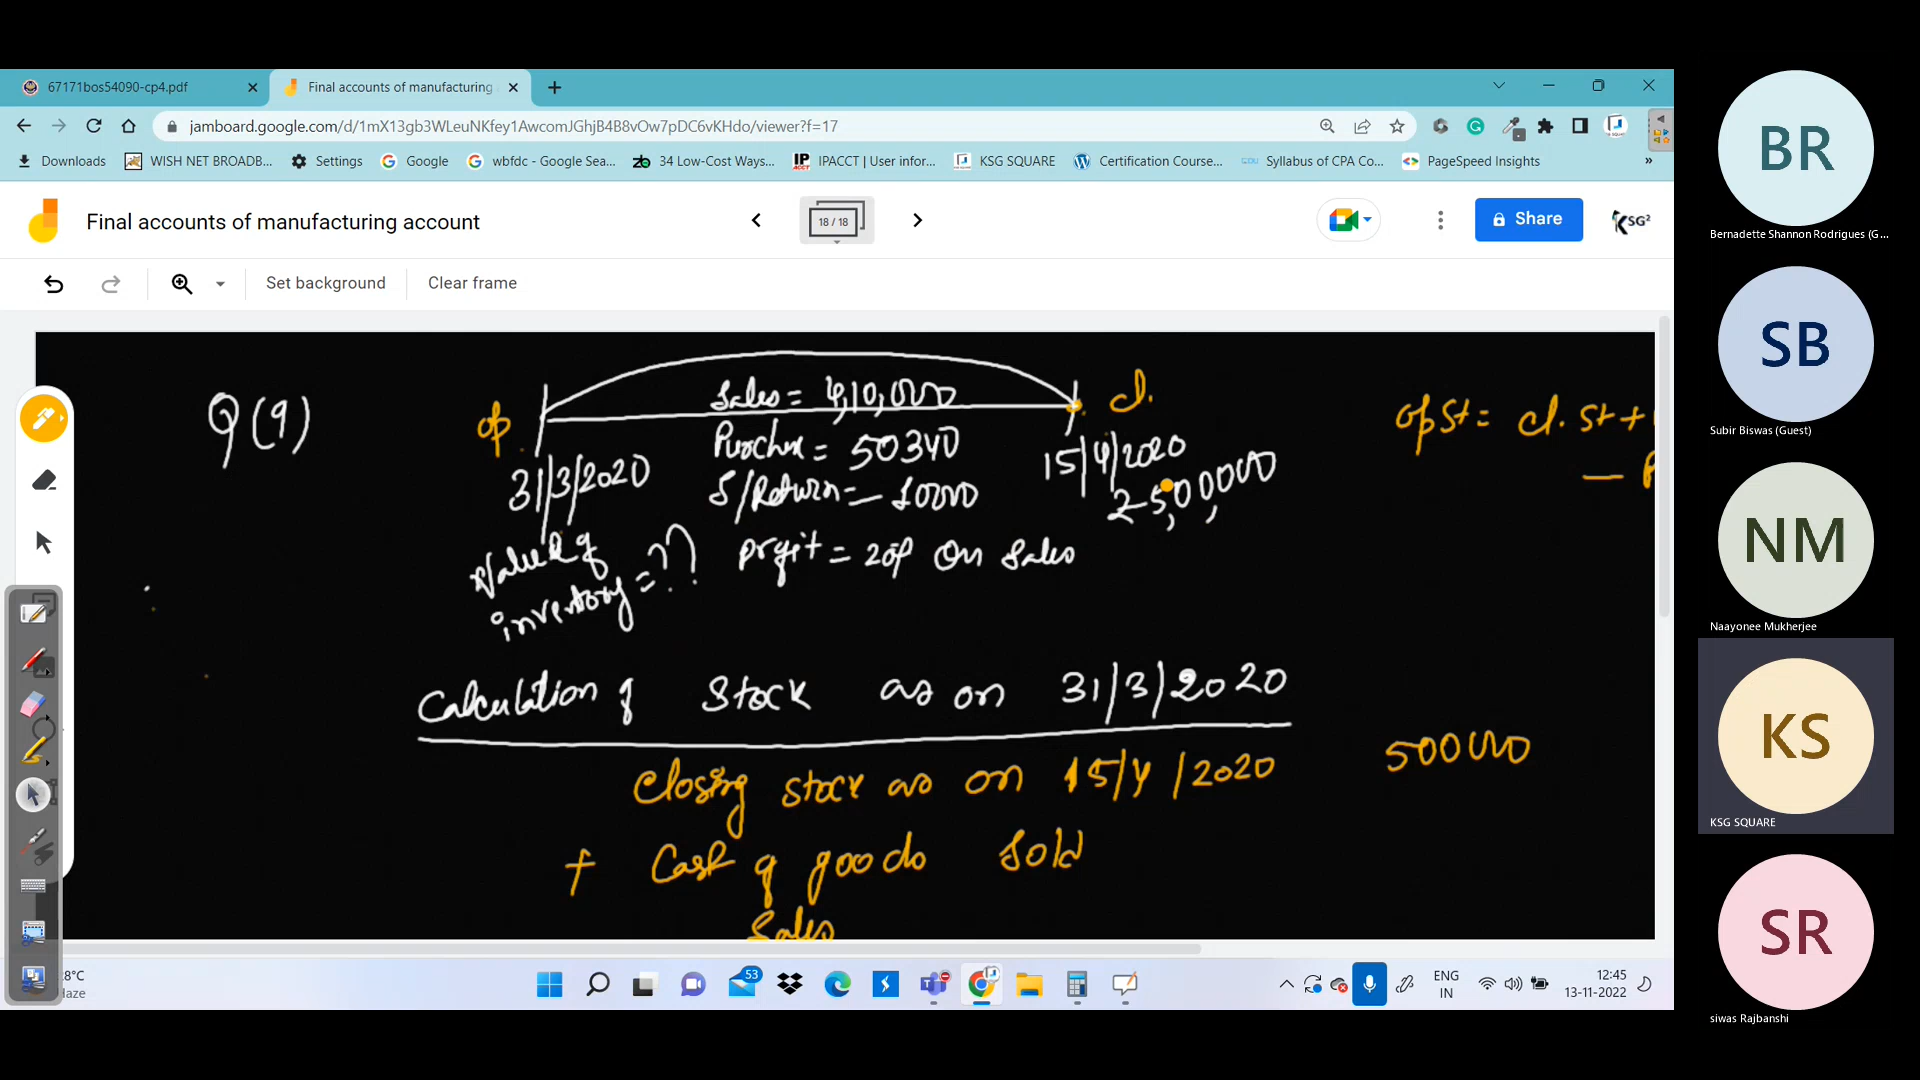 67171bos54090-cp4.pdf
Final accounts of manufacturing
jamboard.google.com/d/1mX13gb3WLeuNKfey1AwcomJGhjB4B8vOw7pDC6vKHdo/viewer?f=17
Downloads WISH NET BROADB... Settings Google wbfdc - Google Sea... 34 Low-Cost Ways... IPACCT | User infor... KSG SQUARE Certification Course... Syllabus of CPA Co... PageSpeed Insights »
Final accounts of manufacturing account
18 / 18
Share
KSG²
Set background Clear frame
Q(9)
op
Sales = 4,10,000
cl.
op St = cl. St +
Purchase = 50340
31/3/2020
15/4/2020
S/Return = 10000
25,00,000
Value of inventory = ??
profit = 20% On Sales
Calculation of Stock as on 31/3/2020
Closing stock as on 15/4/2020
500000
+ Cost of goods sold
Sales
8°C
Haze
53
ENG
IN
12:45
13-11-2022
BR
Bernadette Shannon Rodrigues (G...
SB
Subir Biswas (Guest)
NM
Naayonee Mukherjee
KS
KSG SQUARE
SR
siwas Rajbanshi